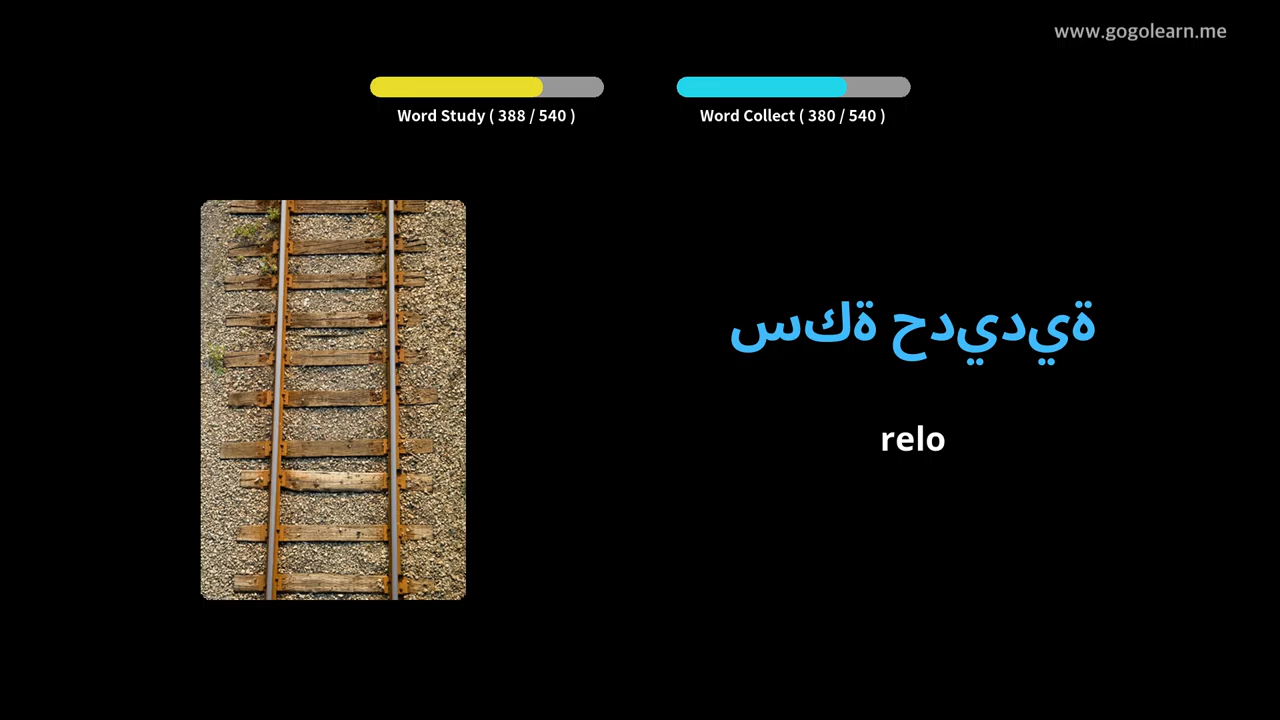 www.gogolearn.me
Word Study ( 388 / 540 )
Word Collect ( 380 / 540 )
سكة حديدية
relo